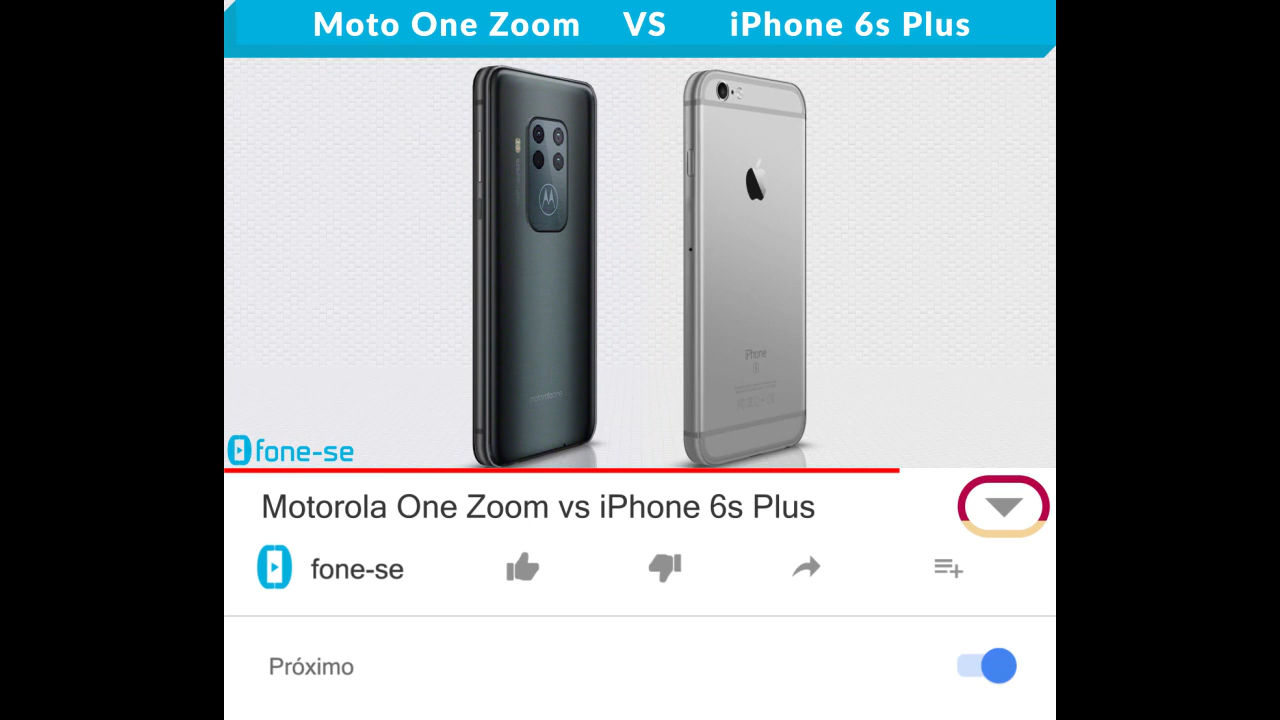 Moto One Zoom VS iPhone 6s Plus
iPhone
fone-se
Motorola One Zoom vs iPhone 6s Plus
fone-se
Próximo